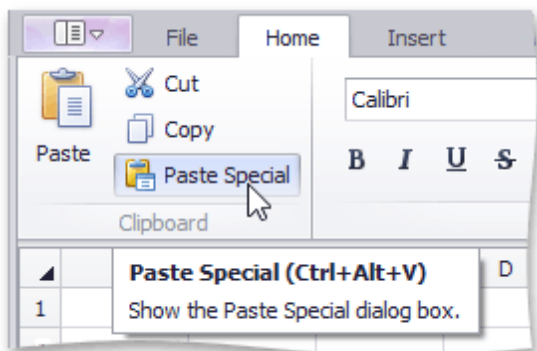 File Home Insert
Cut
Copy
Paste
Paste Special
Clipboard
Calibri
B I U S
Paste Special (Ctrl+Alt+V)
Show the Paste Special dialog box.
D
1